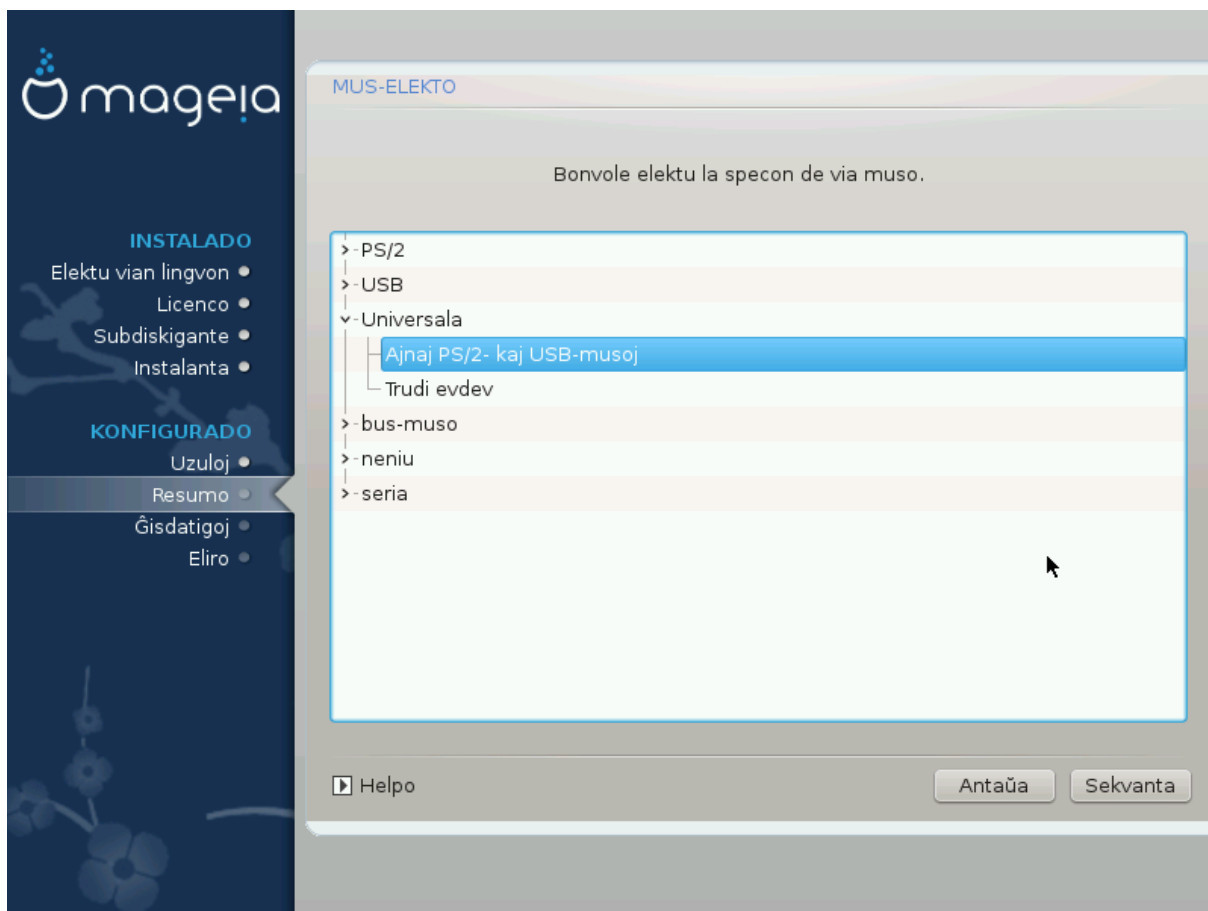 mageia
MUS-ELEKTO
Bonvole elektu la specon de via muso.
INSTALADO
Elektu vian lingvon
Licenco
Subdiskigante
Instalanta
KONFIGURADO
Uzuloj
Resumo
Ĝisdatigoj
Eliro
PS/2
USB
Universala
Ajnaj PS/2- kaj USB-musoj
Trudi evdev
bus-muso
neniu
seria
Helpo
Antaŭa
Sekvanta